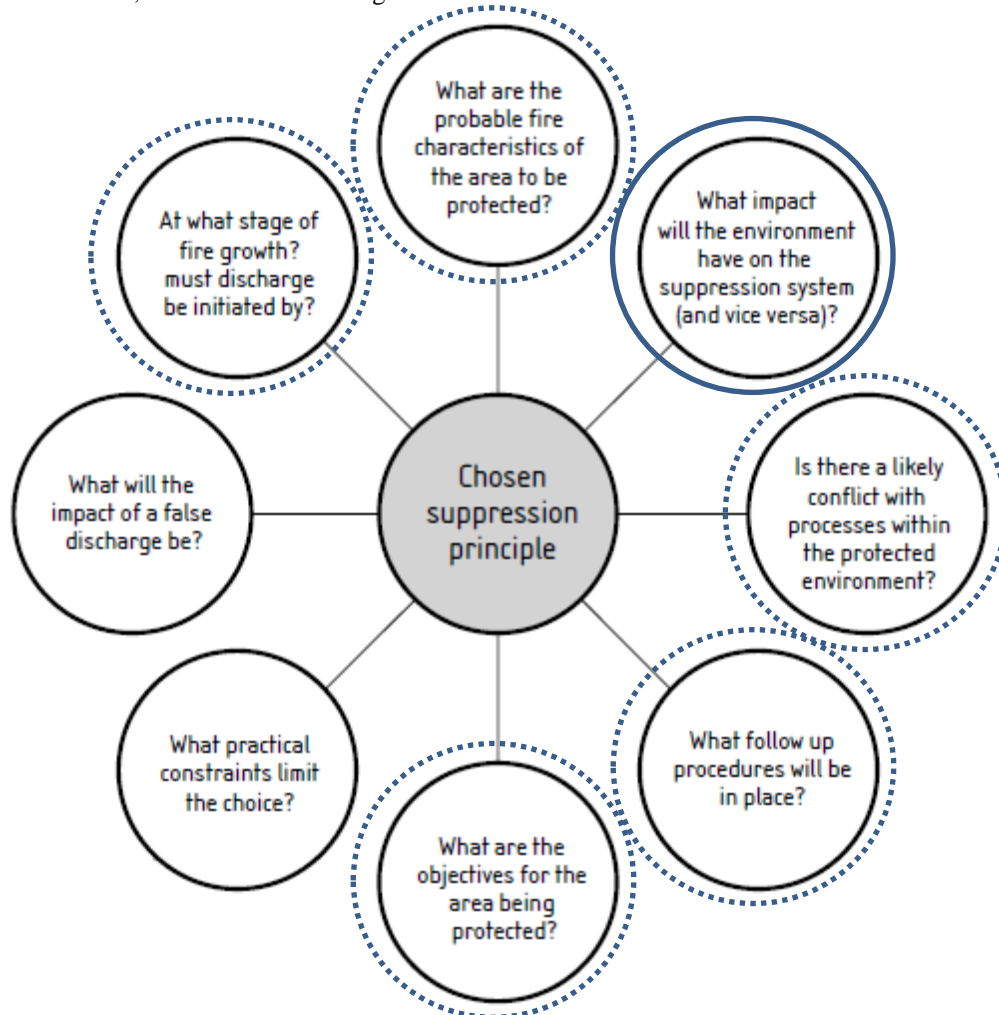 What are the
probable fire
characteristics of
the area to be
protected?
What impact
will the environment
have on the
suppression system
(and vice versa)?
At what stage of
fire growth?
must discharge
be initiated by?
Is there a likely
conflict with
processes within
the protected
environment?
What will the
impact of a false
discharge be?
Chosen
suppression
principle
What follow up
procedures will be
in place?
What practical
constraints limit
the choice?
What are the
objectives for the
area being
protected?